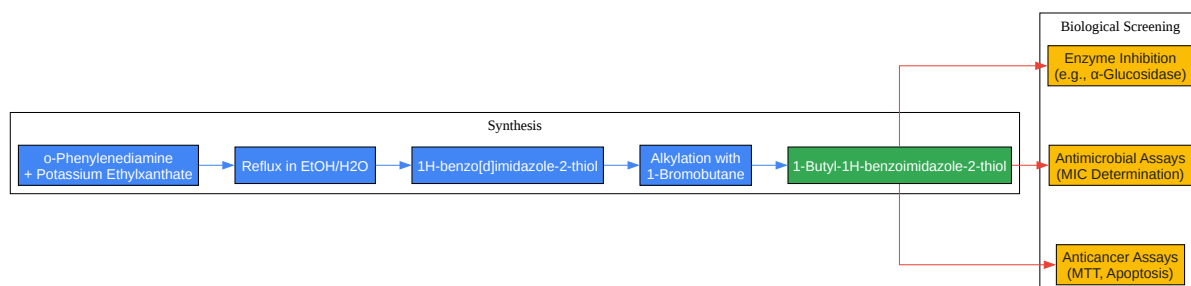 Biological Screening
Enzyme Inhibition
(e.g., α-Glucosidase)
Synthesis
o-Phenylenediamine
+ Potassium Ethylxanthate
Reflux in EtOH/H2O
1H-benzo[d]imidazole-2-thiol
Alkylation with
1-Bromobutane
1-Butyl-1H-benzoimidazole-2-thiol
Antimicrobial Assays
(MIC Determination)
Anticancer Assays
(MTT, Apoptosis)